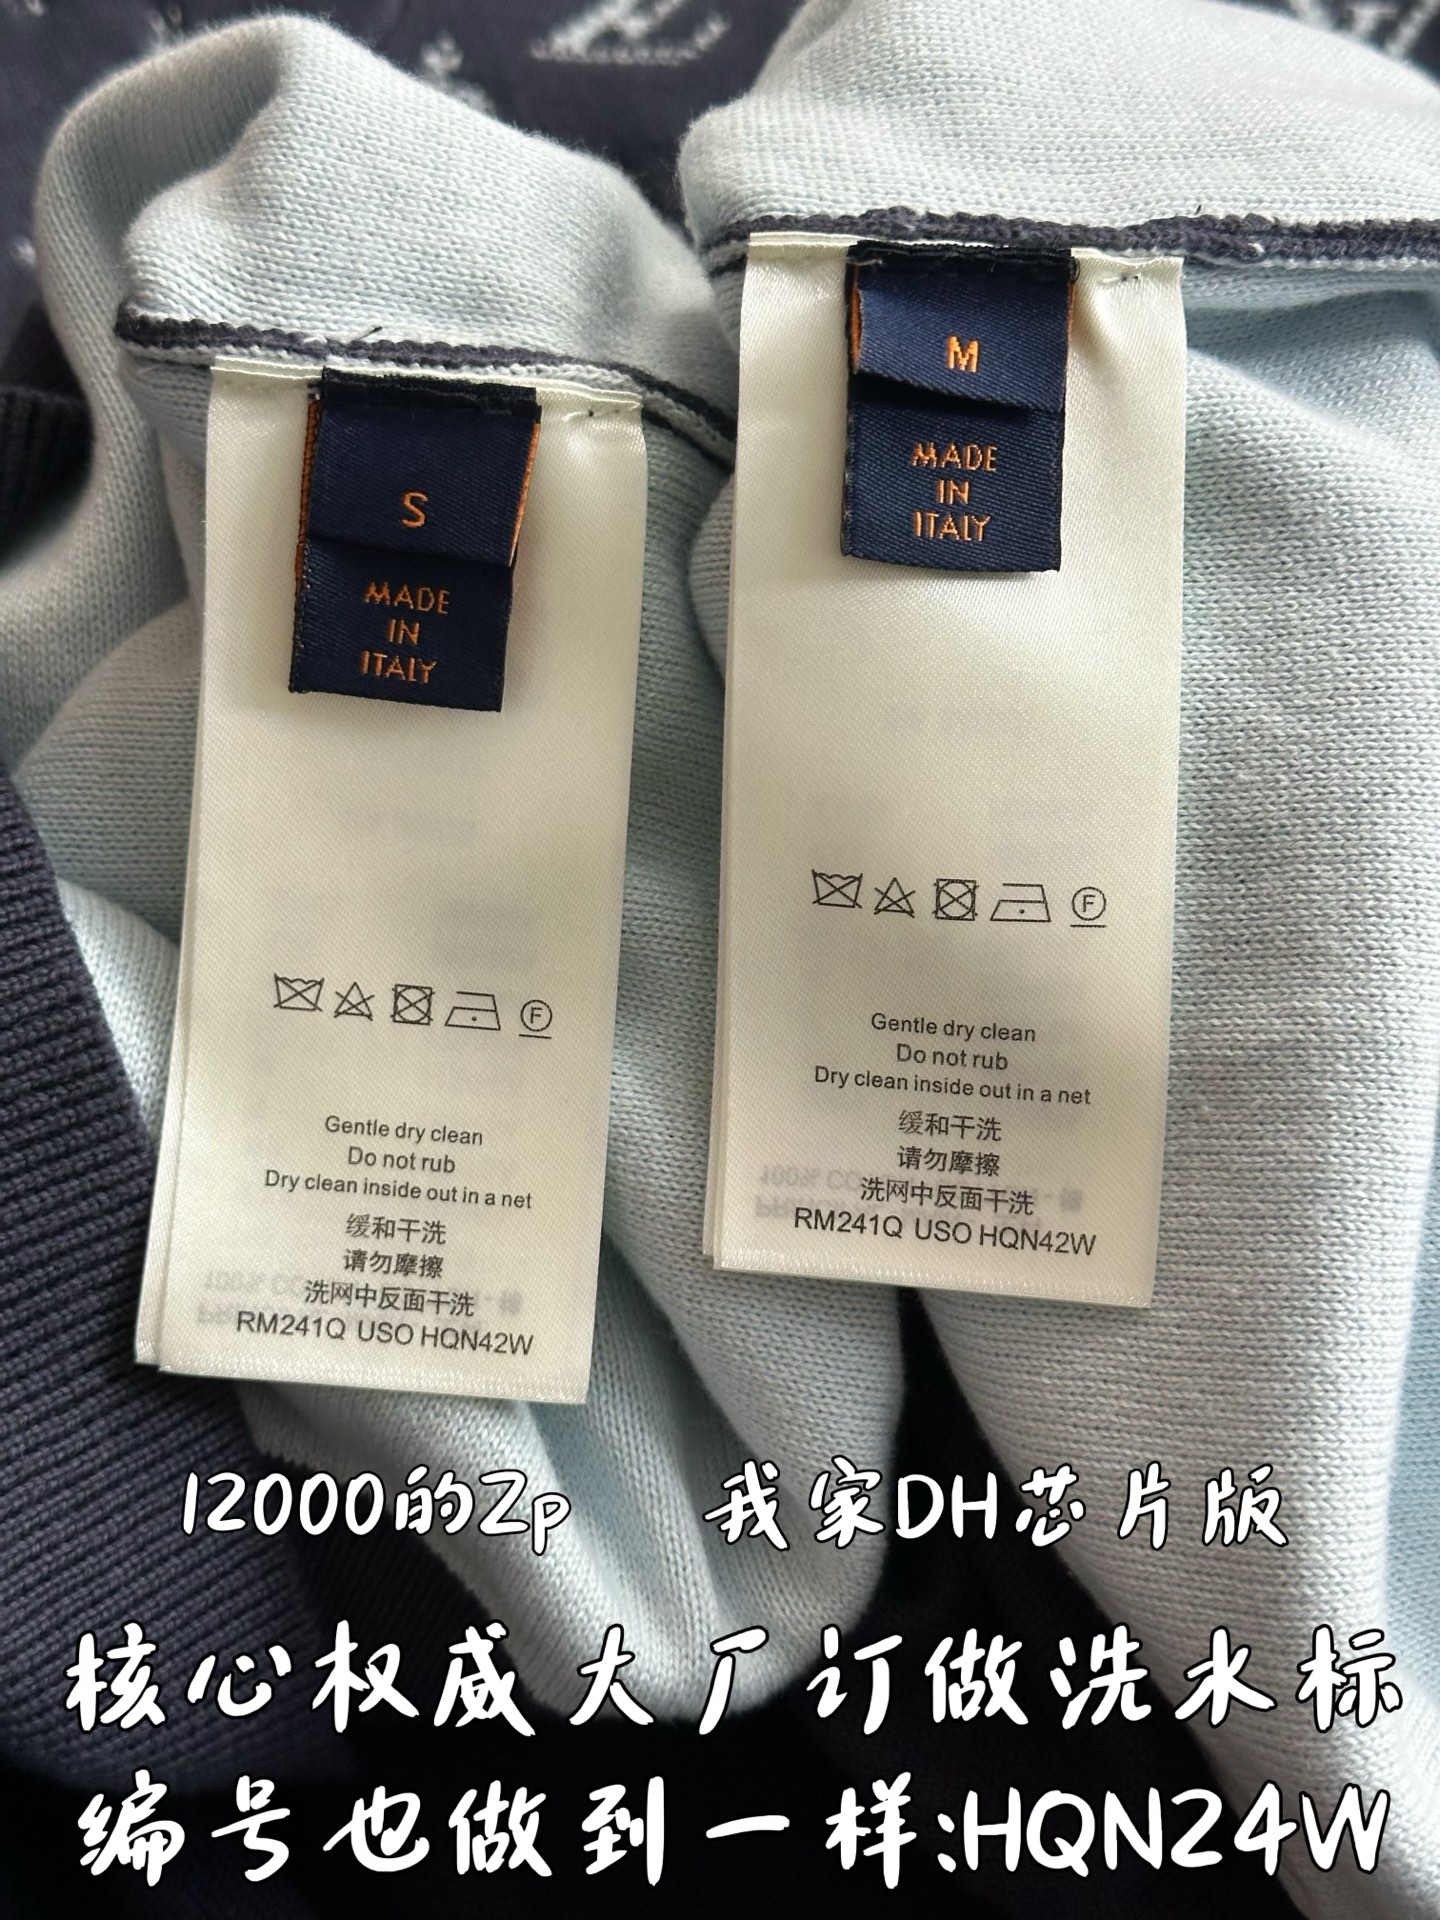 S
MADE
IN
ITALY
Gentle dry clean
Do not rub
Dry clean inside out in a net
缓和干洗
请勿摩擦
洗网中反面干洗
RM241Q USO HQN42W
M
MADE
IN
ITALY
Gentle dry clean
Do not rub
Dry clean inside out in a net
缓和干洗
请勿摩擦
洗网中反面干洗
RM241Q USO HQN42W
F
F
12000的Zp 我家DH芯片版
核心权威大厂订做洗水标
编号也做到一样:HQN24W